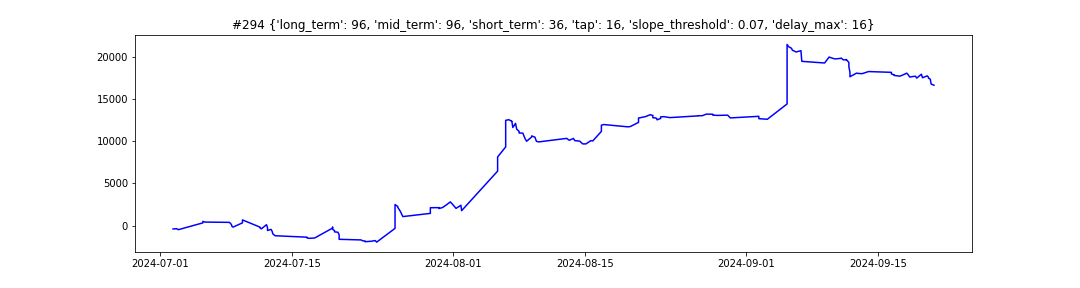 #294 {'long_term': 96, 'mid_term': 96, 'short_term': 36, 'tap': 16, 'slope_threshold': 0.07, 'delay_max': 16}
20000
15000
10000
5000
0
2024-07-01 2024-07-15 2024-08-01 2024-08-15 2024-09-01 2024-09-15